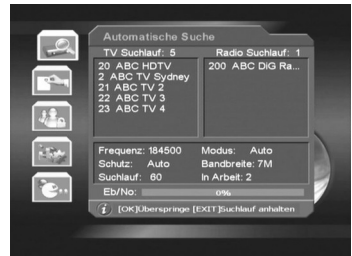 Automatische Suche
TV Suchlauf: 5
Radio Suchlauf: 1
20 ABC HDTV
2 ABC TV Sydney
21 ABC TV 2
22 ABC TV 3
23 ABC TV 4
200 ABC DiG Ra...
Frequenz: 184500
Modus: Auto
Schutz: Auto
Bandbreite: 7M
Suchlauf: 60
In Arbeit: 2
Eb/No: 0%
[OK]Überspringe [EXIT]Suchlauf anhalten